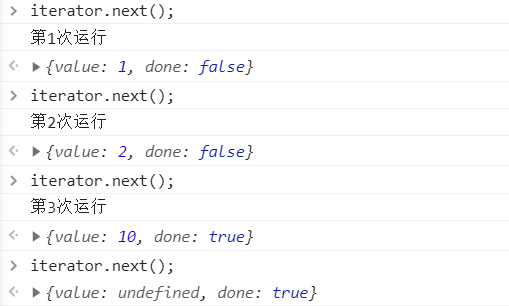 iterator.next();
第1次运行
{value: 1, done: false}
iterator.next();
第2次运行
{value: 2, done: false}
iterator.next();
第3次运行
{value: 10, done: true}
iterator.next();
{value: undefined, done: true}